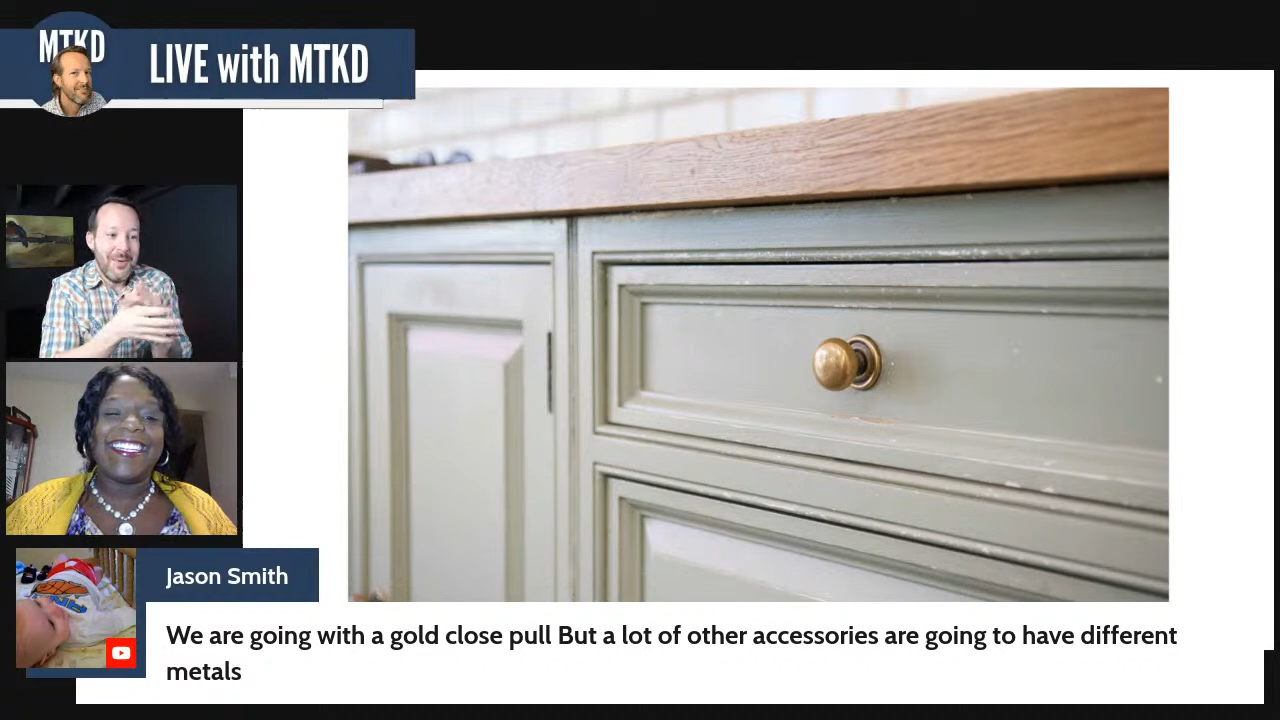 MTKD
LIVE with MTKD
Jason Smith
We are going with a gold close pull But a lot of other accessories are going to have different
metals